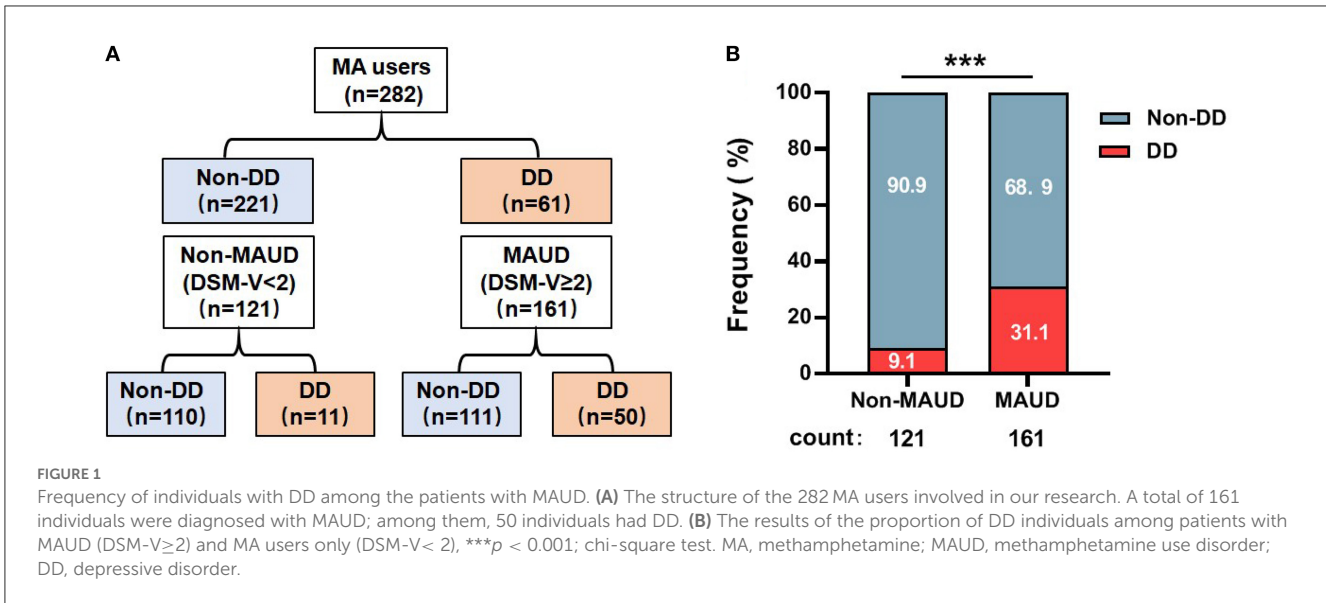 A
MA users
(n=282)
Non-DD
(n=221)
DD
(n=61)
Non-MAUD
(DSM-V<2)
(n=121)
MAUD
(DSM-V≥2)
(n=161)
Non-DD
(n=110)
DD
(n=11)
Non-DD
(n=111)
DD
(n=50)
B
***
Frequency ( %)
100
80
60
40
20
0
90.9
9.1
68. 9
31.1
Non-MAUD
MAUD
count: 121 161
Non-DD
DD
FIGURE 1
Frequency of individuals with DD among the patients with MAUD. (A) The structure of the 282 MA users involved in our research. A total of 161
individuals were diagnosed with MAUD; among them, 50 individuals had DD. (B) The results of the proportion of DD individuals among patients with
MAUD (DSM-V≥2) and MA users only (DSM-V< 2), ***p < 0.001; chi-square test. MA, methamphetamine; MAUD, methamphetamine use disorder;
DD, depressive disorder.